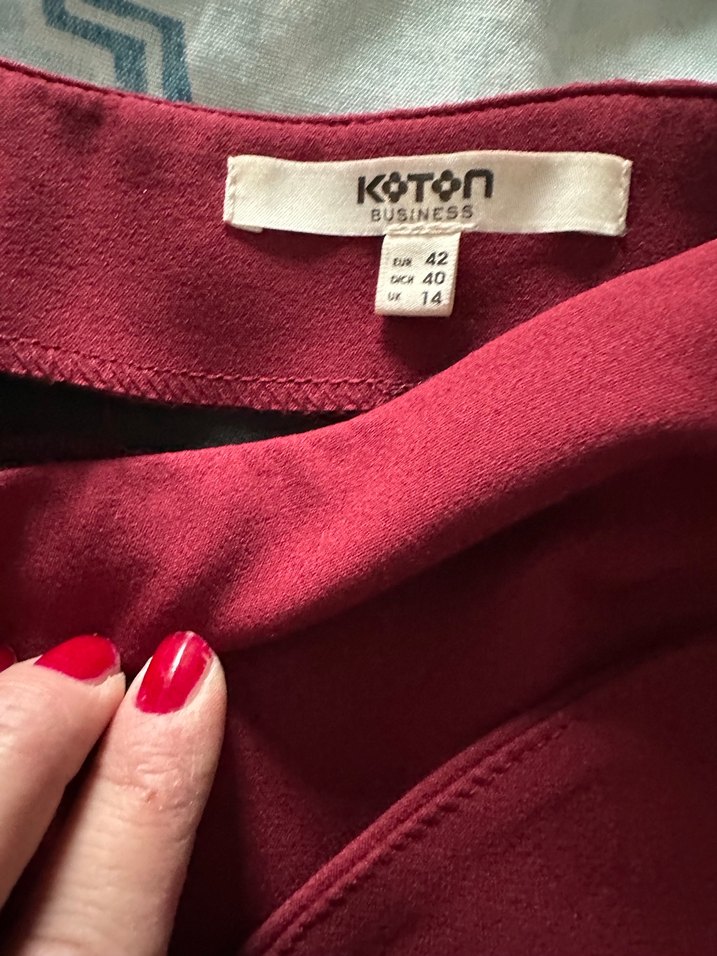 KOTON
BUSINESS
EUR 42
D/CH 40
UK 14